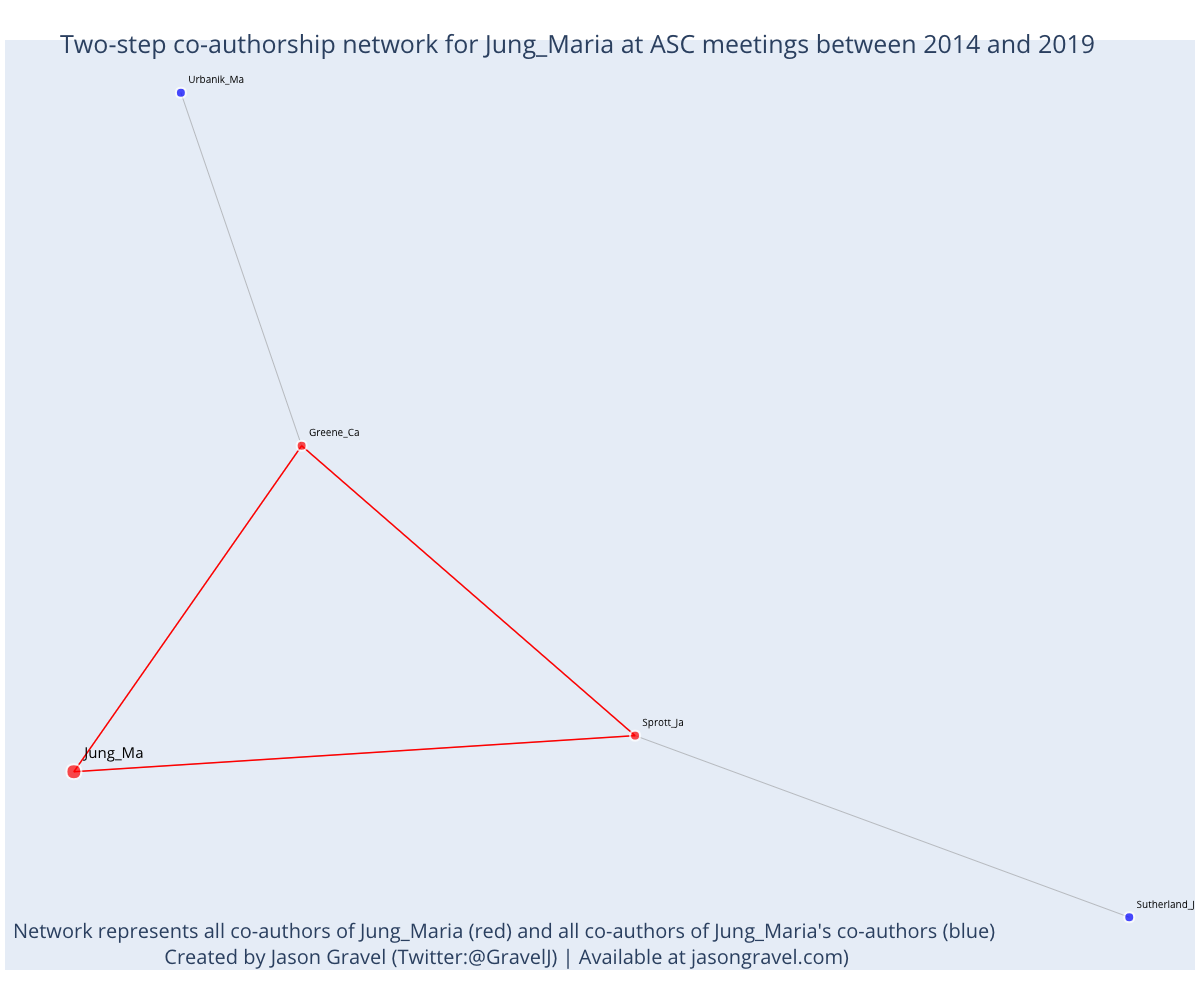 Two-step co-authorship network for Jung_Maria at ASC meetings between 2014 and 2019
Urbanik_Ma
Greene_Ca
Sprott_Ja
Jung_Ma
Sutherland_J
Network represents all co-authors of Jung_Maria (red) and all co-authors of Jung_Maria's co-authors (blue)
Created by Jason Gravel (Twitter:@GravelJ) | Available at jasongravel.com)